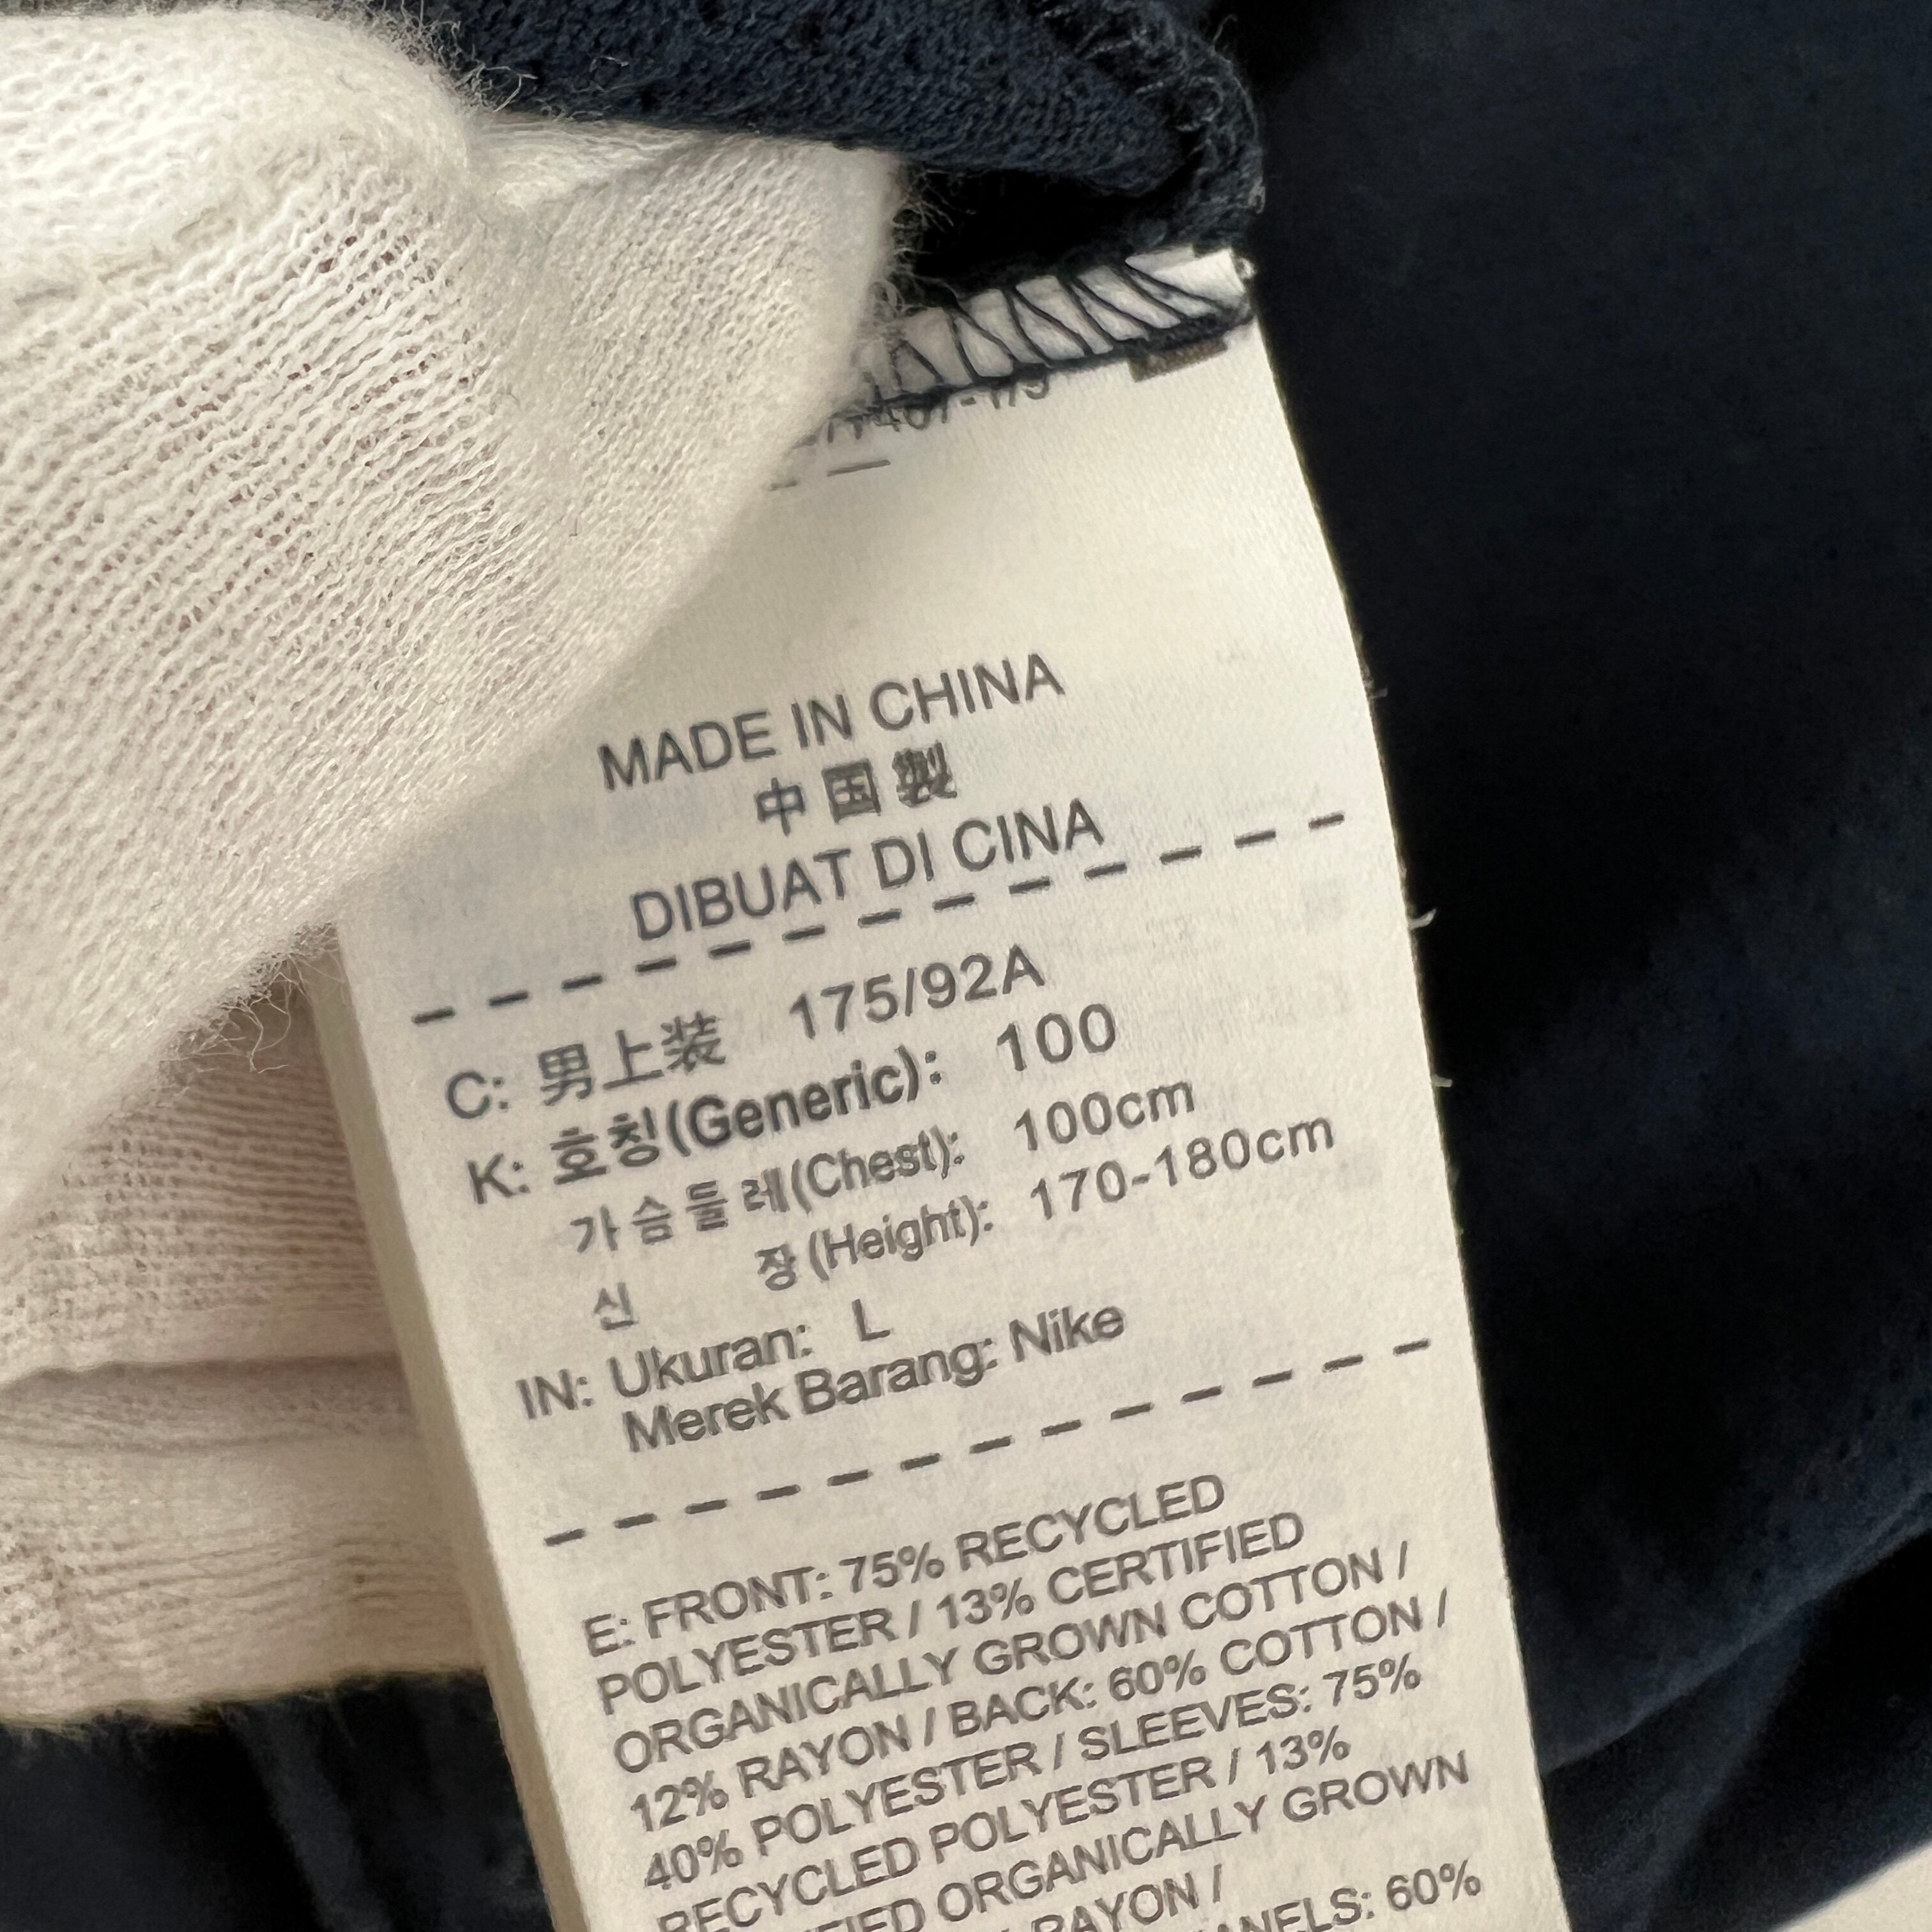 MADE IN CHINA
中国製
DIBUAT DI CINA
C: 男上装 175/92A
K: 호칭(Generic): 100
가슴둘레(Chest): 100cm
신 장(Height): 170-180cm
IN: Ukuran: L
Merek Barang: Nike
E: FRONT: 75% RECYCLED
POLYESTER / 13% CERTIFIED
ORGANICALLY GROWN COTTON /
12% RAYON / BACK: 60% COTTON /
40% POLYESTER / SLEEVES: 75%
RECYCLED POLYESTER / 13%
ORGANICALLY GROWN
RAYON /
60%